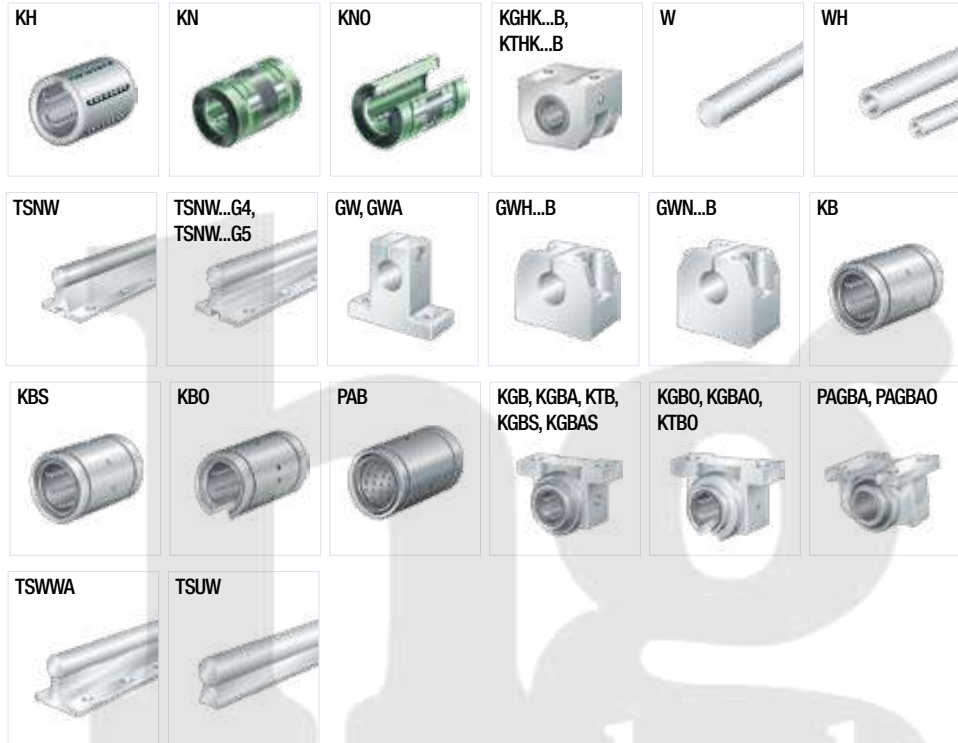 KH
KN
KNO
KGHK...B,
KTHK...B
W
WH
TSNW
TSNW...G4,
TSNW...G5
GW, GWA
GWH...B
GWN...B
KB
KBS
KBO
PAB
KGB, KGBA, KTB,
KGBS, KGBAS
KGBO, KGBAO,
KTBO
PAGBA, PAGBAO
TSWWA
TSUW
hg